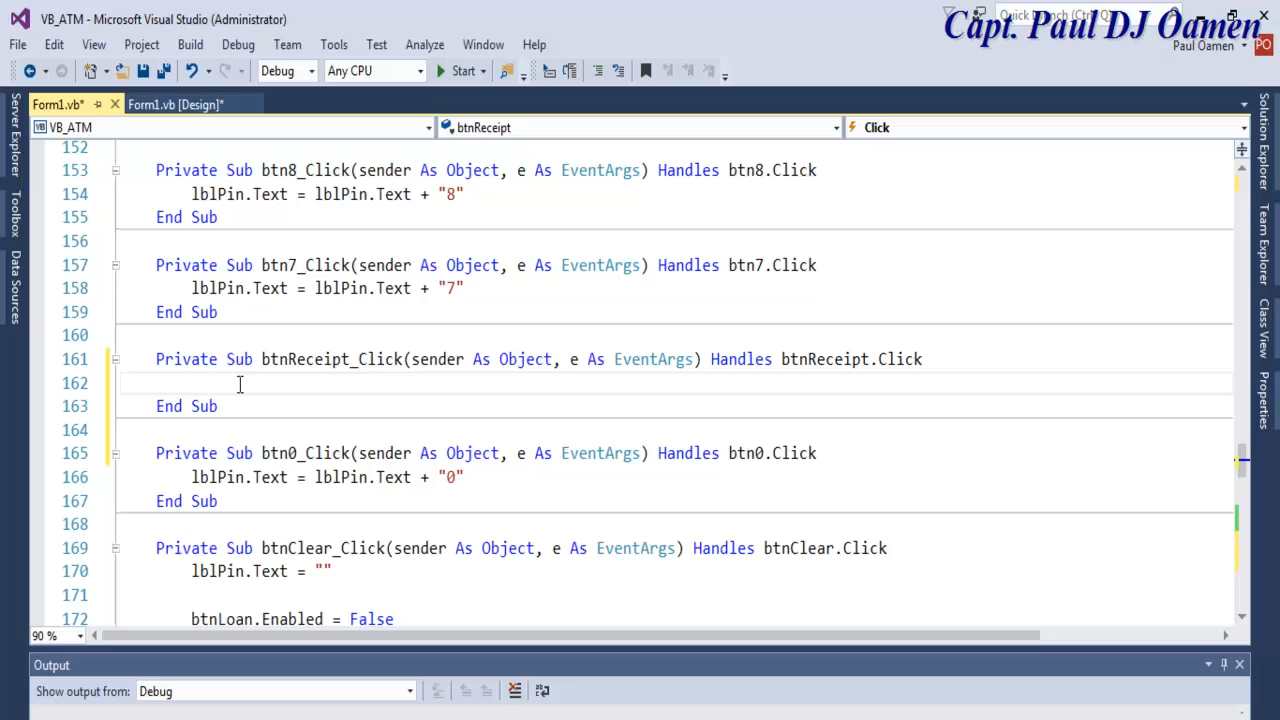 VB_ATM - Microsoft Visual Studio (Administrator)
Quick Launch (Ctrl+Q)
Capt. Paul DJ Oamen
File Edit View Project Build Debug Team Tools Test Analyze Window Help
Paul Oamen PO
Debug Any CPU Start
Form1.vb* Form1.vb [Design]*
VB_ATM btnReceipt Click
152
153 Private Sub btn8_Click(sender As Object, e As EventArgs) Handles btn8.Click
154 lblPin.Text = lblPin.Text + "8"
155 End Sub
156
157 Private Sub btn7_Click(sender As Object, e As EventArgs) Handles btn7.Click
158 lblPin.Text = lblPin.Text + "7"
159 End Sub
160
161 Private Sub btnReceipt_Click(sender As Object, e As EventArgs) Handles btnReceipt.Click
162
163 End Sub
164
165 Private Sub btn0_Click(sender As Object, e As EventArgs) Handles btn0.Click
166 lblPin.Text = lblPin.Text + "0"
167 End Sub
168
169 Private Sub btnClear_Click(sender As Object, e As EventArgs) Handles btnClear.Click
170 lblPin.Text = ""
171
172 btnLoan.Enabled = False
90 %
Server Explorer
Toolbox
Data Sources
Solution Explorer
Team Explorer
Class View
Properties
Output
Show output from: Debug